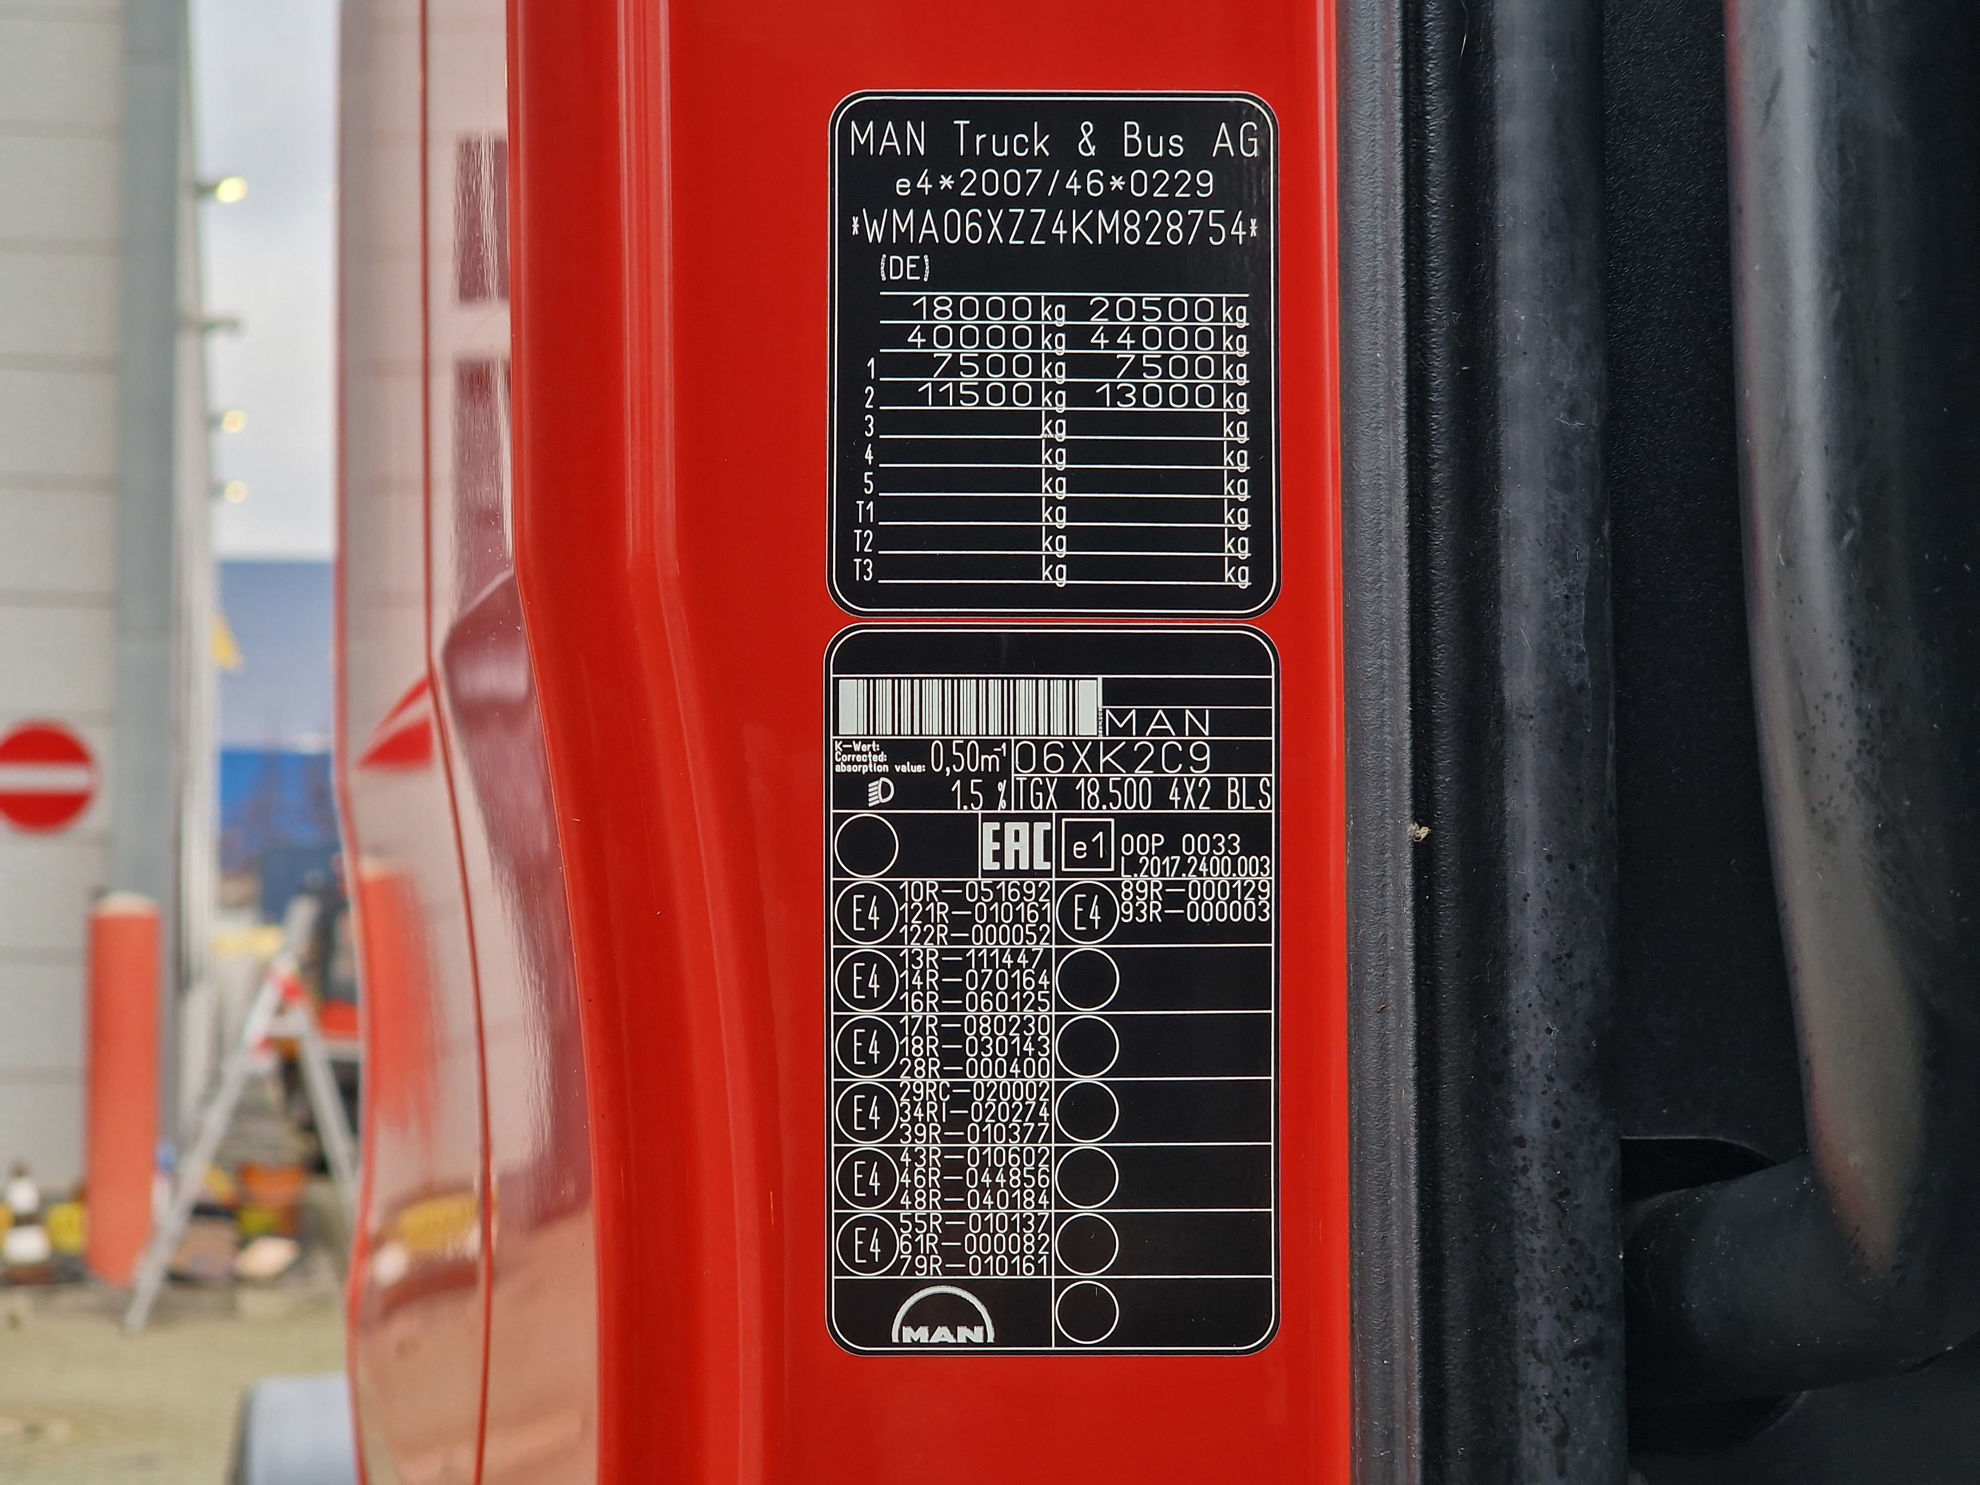 MAN Truck & Bus AG
e4*2007/46*0229
*WMA06XZZ4KM828754*
(DE)
18000 kg 20500 kg
40000 kg 44000 kg
1 7500 kg 7500 kg
2 11500 kg 13000 kg
3 kg kg
4 kg kg
5 kg kg
T1 kg kg
T2 kg kg
T3 kg kg
MAN
K-Wert:
Corrected:
absorption value: 0,50m⁻¹
06XK2C9
1.5 %
TGX 18.500 4X2 BLS
EAC
e1 00P 0033
L.2017.2400.003
E4 10R-051692
121R-010161
122R-000052
E4 89R-000129
93R-000003
E4 13R-111447
14R-070164
16R-060125
E4 17R-080230
18R-030143
28R-000400
E4 29RC-020002
34RI-020274
39R-010377
E4 43R-010602
46R-044856
48R-040184
E4 55R-010137
61R-000082
79R-010161
MAN